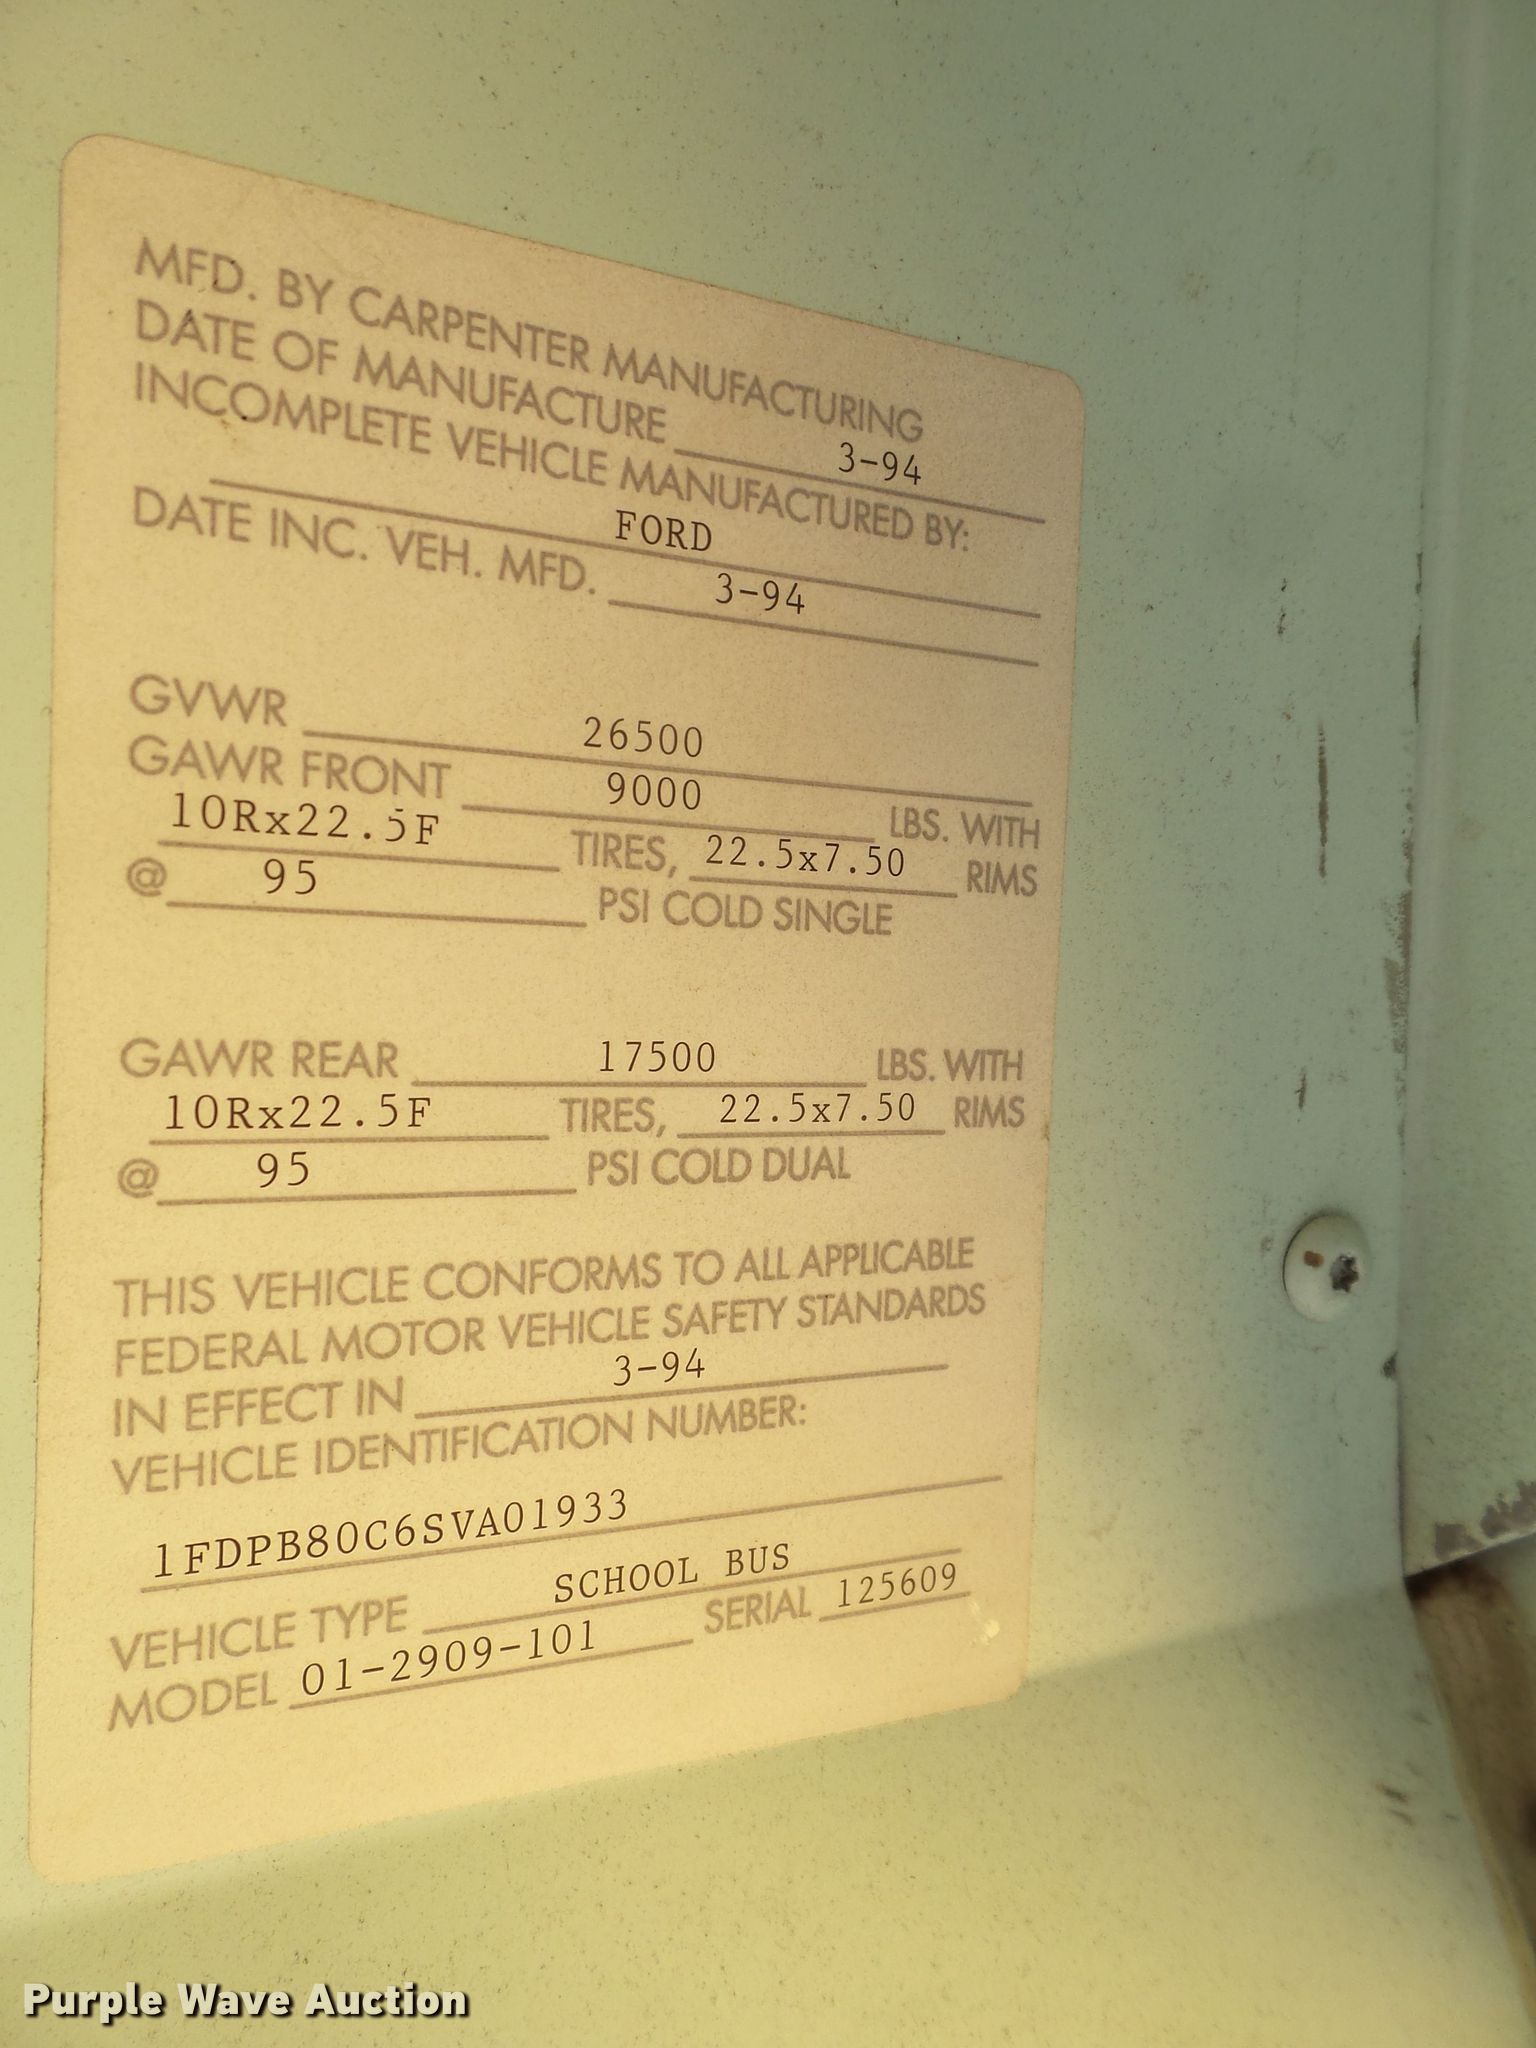 MFD. BY CARPENTER MANUFACTURING
DATE OF MANUFACTURE 3-94
INCOMPLETE VEHICLE MANUFACTURED BY:
FORD
DATE INC. VEH. MFD. 3-94
GVWR 26500
GAWR FRONT 9000 LBS. WITH
10Rx22.5F TIRES, 22.5x7.50 RIMS
@ 95 PSI COLD SINGLE
GAWR REAR 17500 LBS. WITH
10Rx22.5F TIRES, 22.5x7.50 RIMS
@ 95 PSI COLD DUAL
THIS VEHICLE CONFORMS TO ALL APPLICABLE
FEDERAL MOTOR VEHICLE SAFETY STANDARDS
IN EFFECT IN 3-94
VEHICLE IDENTIFICATION NUMBER:
1FDPB80C6SVA01933
VEHICLE TYPE SCHOOL BUS
MODEL 01-2909-101 SERIAL 125609
Purple Wave Auction